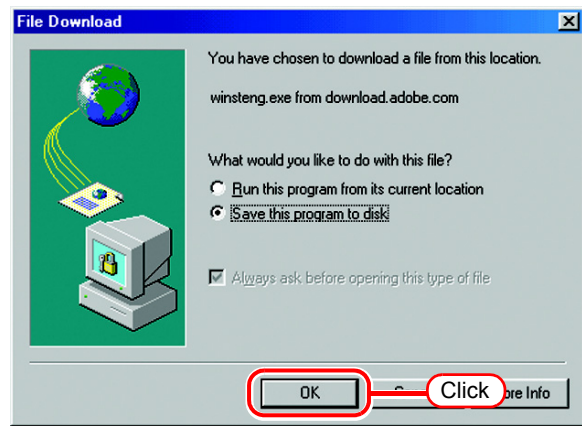 File Download
You have chosen to download a file from this location.
winsteng.exe from download.adobe.com
What would you like to do with this file?
Run this program from its current location
Save this program to disk
Always ask before opening this type of file
OK
Click
Info